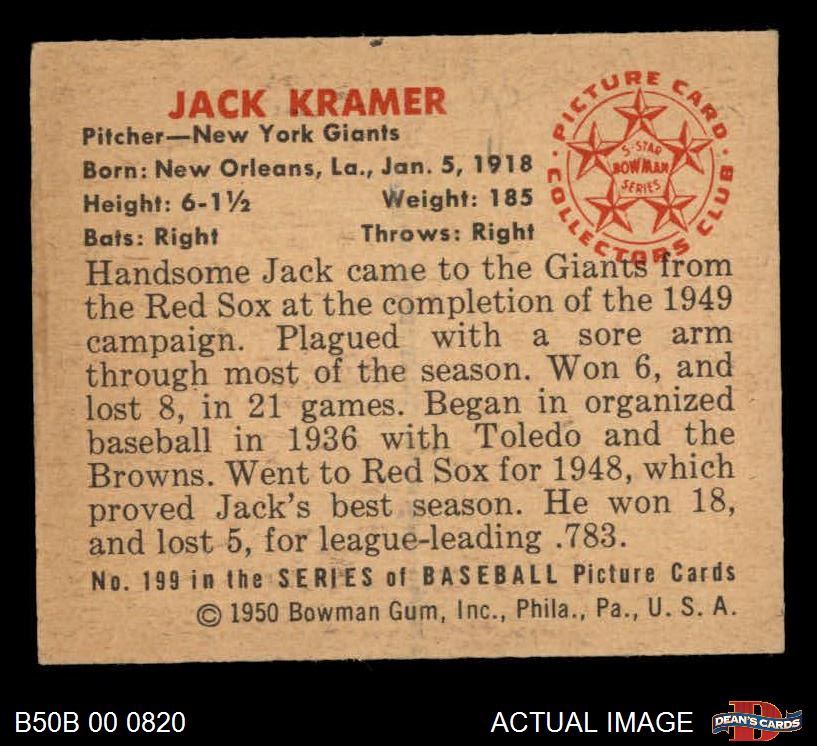 JACK KRAMER
Pitcher—New York Giants
Born: New Orleans, La., Jan. 5, 1918
Height: 6-1½ Weight: 185
Bats: Right Throws: Right
PICTURE CARD
COLLECTORS CLUB
5-STAR
BOWMAN
SERIES
Handsome Jack came to the Giants from
the Red Sox at the completion of the 1949
campaign. Plagued with a sore arm
through most of the season. Won 6, and
lost 8, in 21 games. Began in organized
baseball in 1936 with Toledo and the
Browns. Went to Red Sox for 1948, which
proved Jack's best season. He won 18,
and lost 5, for league-leading .783.
No. 199 in the SERIES of BASEBALL Picture Cards
© 1950 Bowman Gum, Inc., Phila., Pa., U. S. A.
B50B 00 0820
ACTUAL IMAGE
D
DEAN'S CARDS